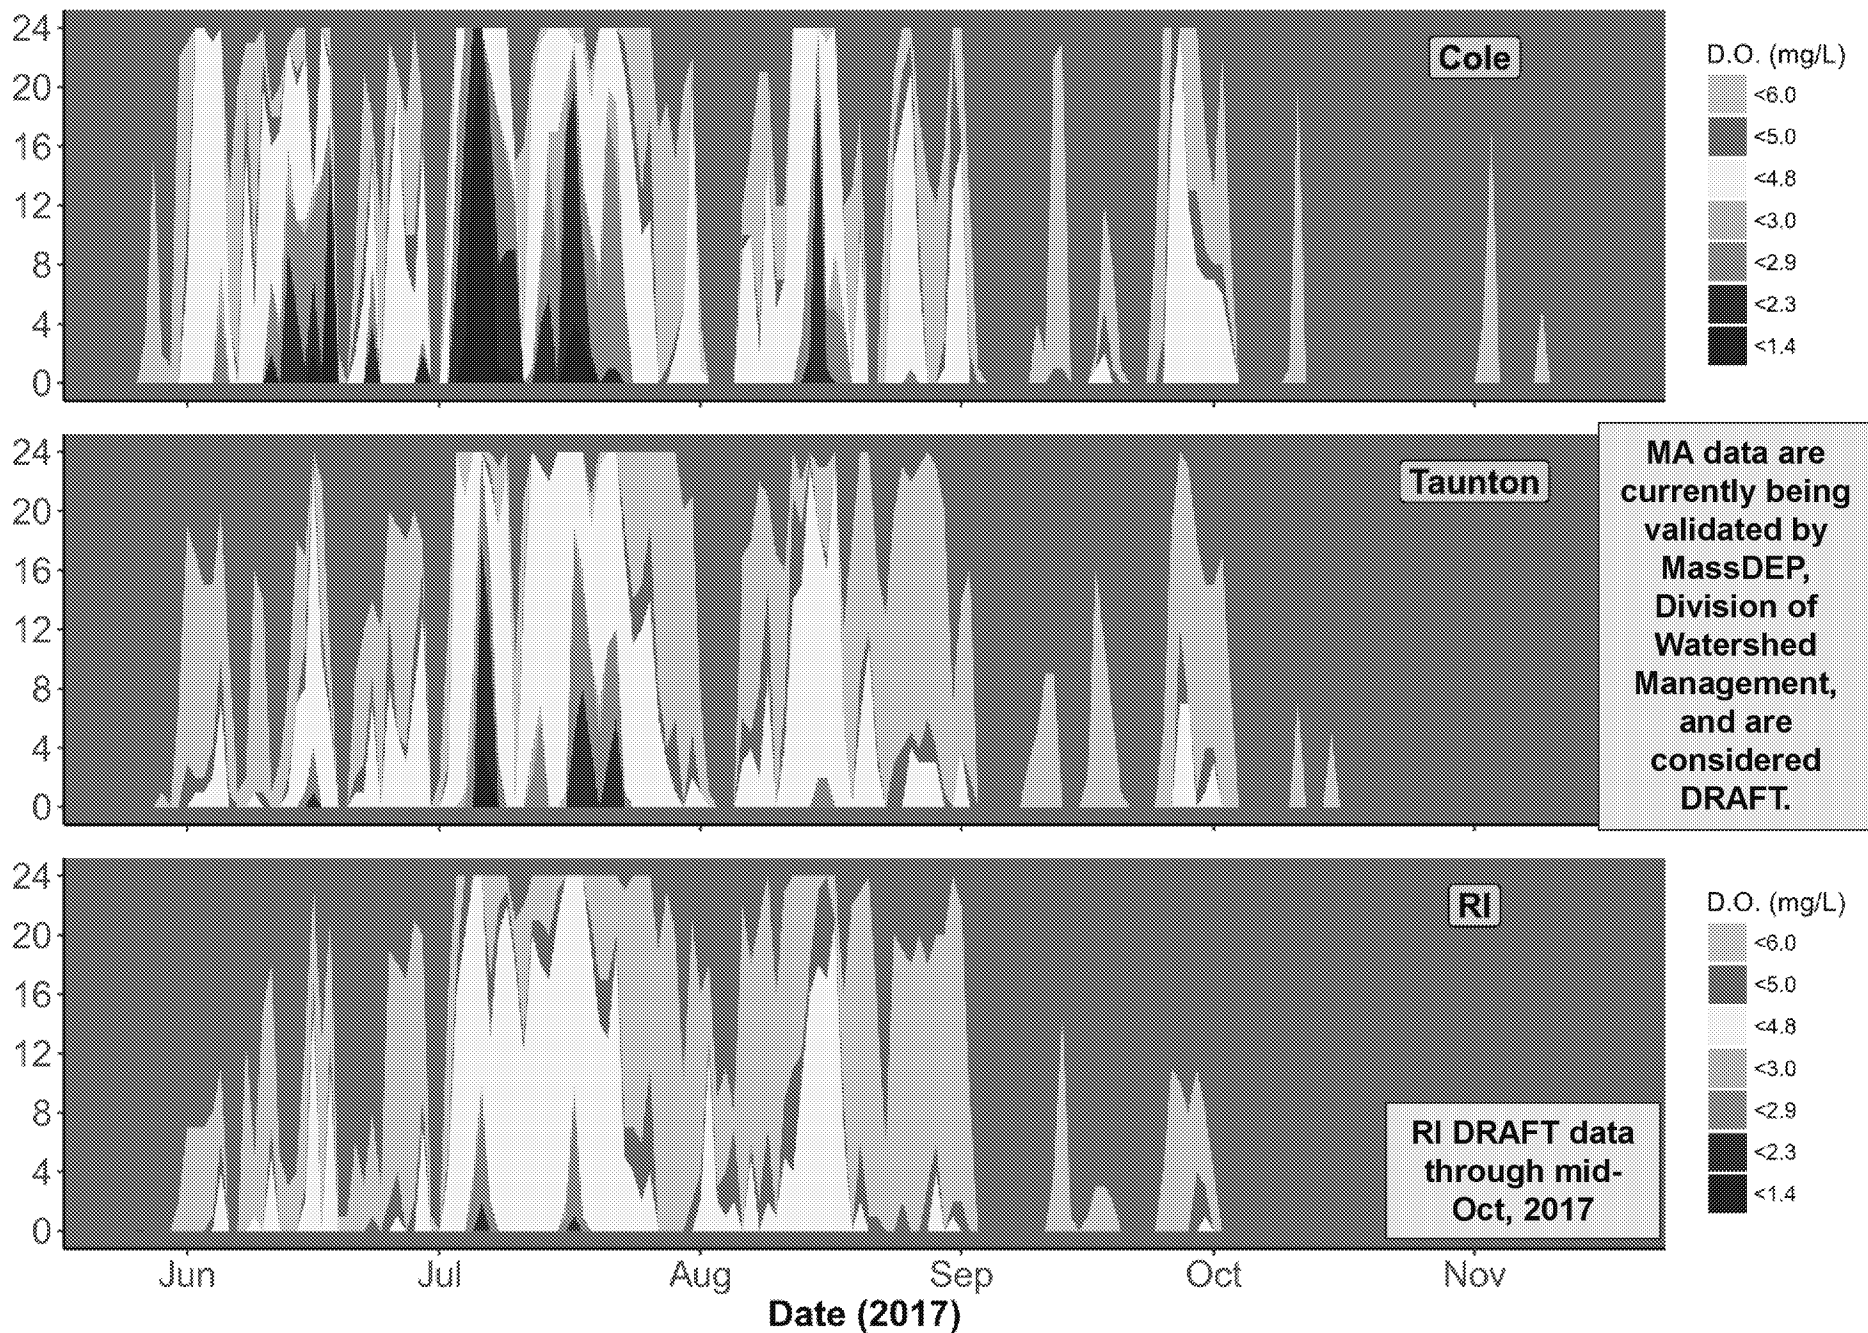 24
20
16
12
8
4
0
Cole
D.O. (mg/L)
<6.0
<5.0
<4.8
<3.0
<2.9
<2.3
<1.4
24
20
16
12
8
4
0
Taunton
MA data are
currently being
validated by
MassDEP,
Division of
Watershed
Management,
and are
considered
DRAFT.
24
20
16
12
8
4
0
RI
RI DRAFT data
through mid-
Oct, 2017
D.O. (mg/L)
<6.0
<5.0
<4.8
<3.0
<2.9
<2.3
<1.4
Jun Jul Aug Sep Oct Nov
Date (2017)